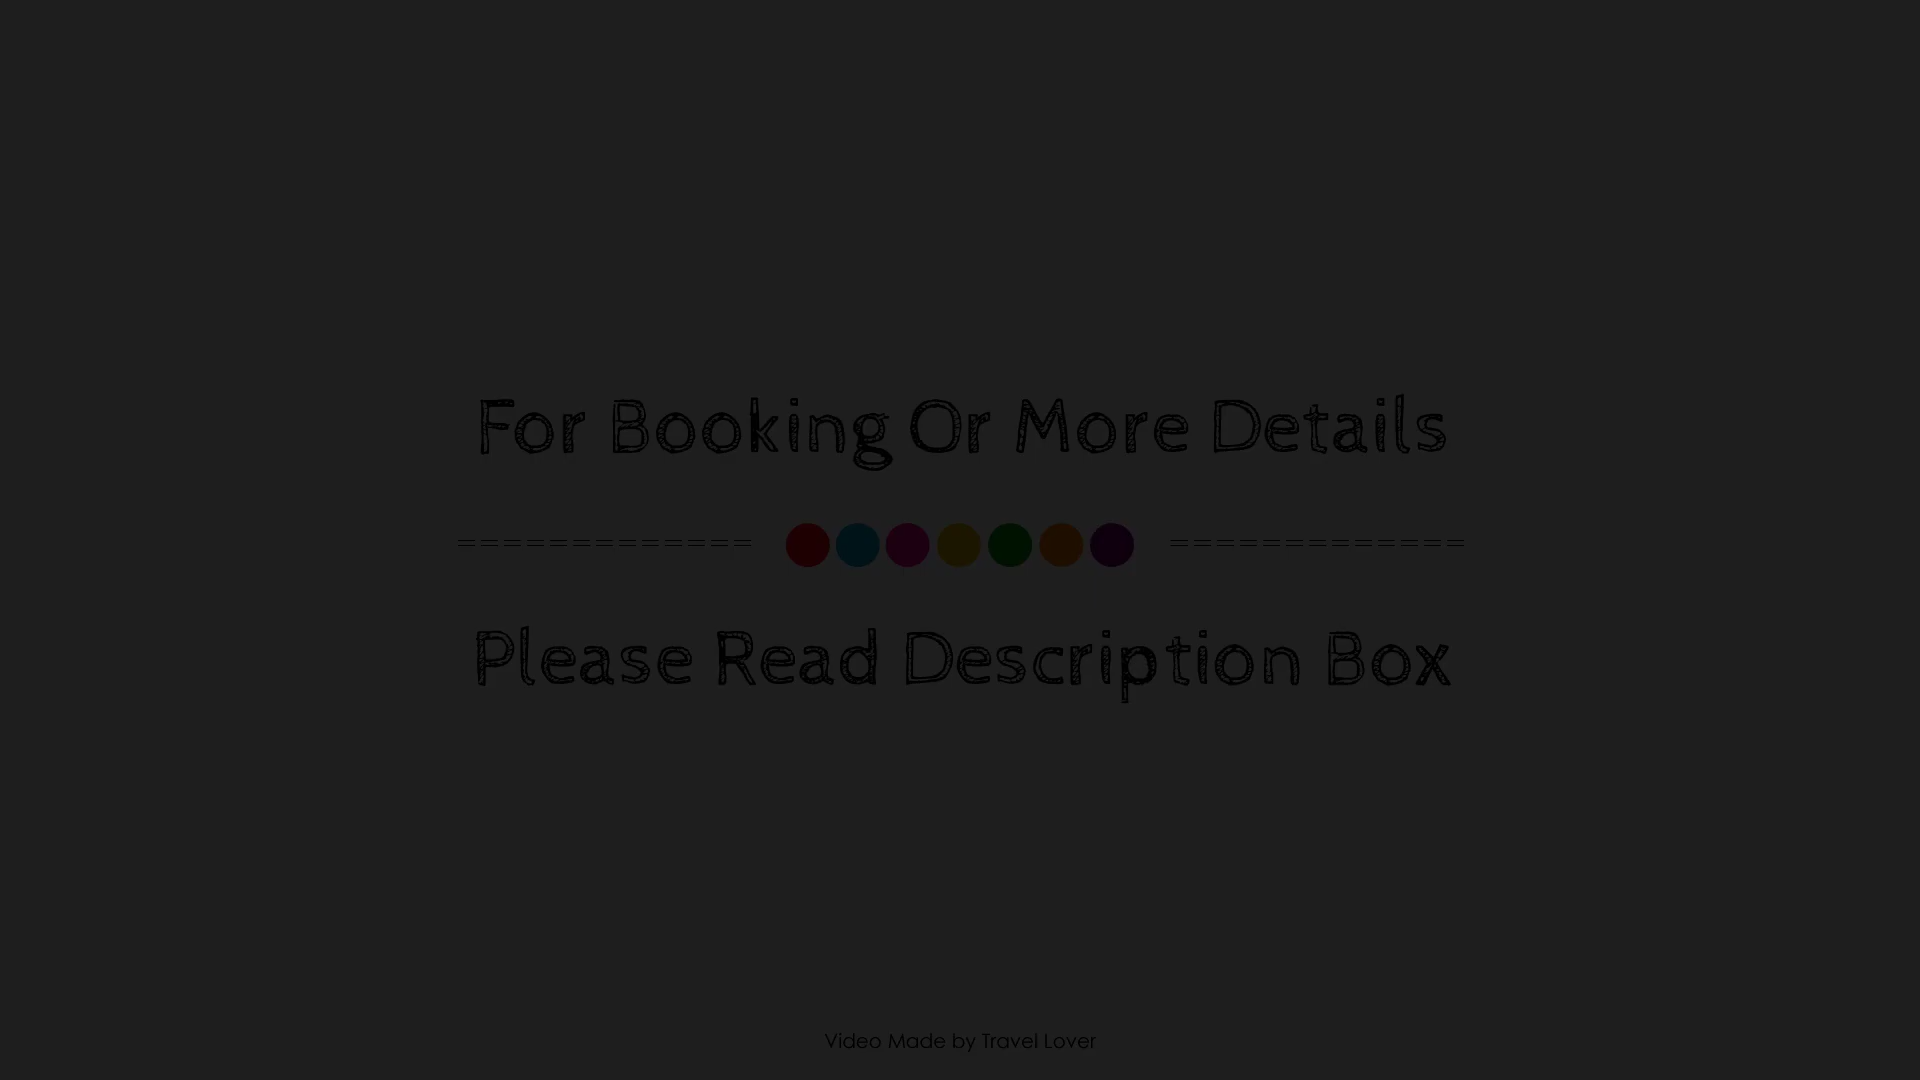 For Booking Or More Details
============= =============
Please Read Description Box
Video Made by Travel Lover